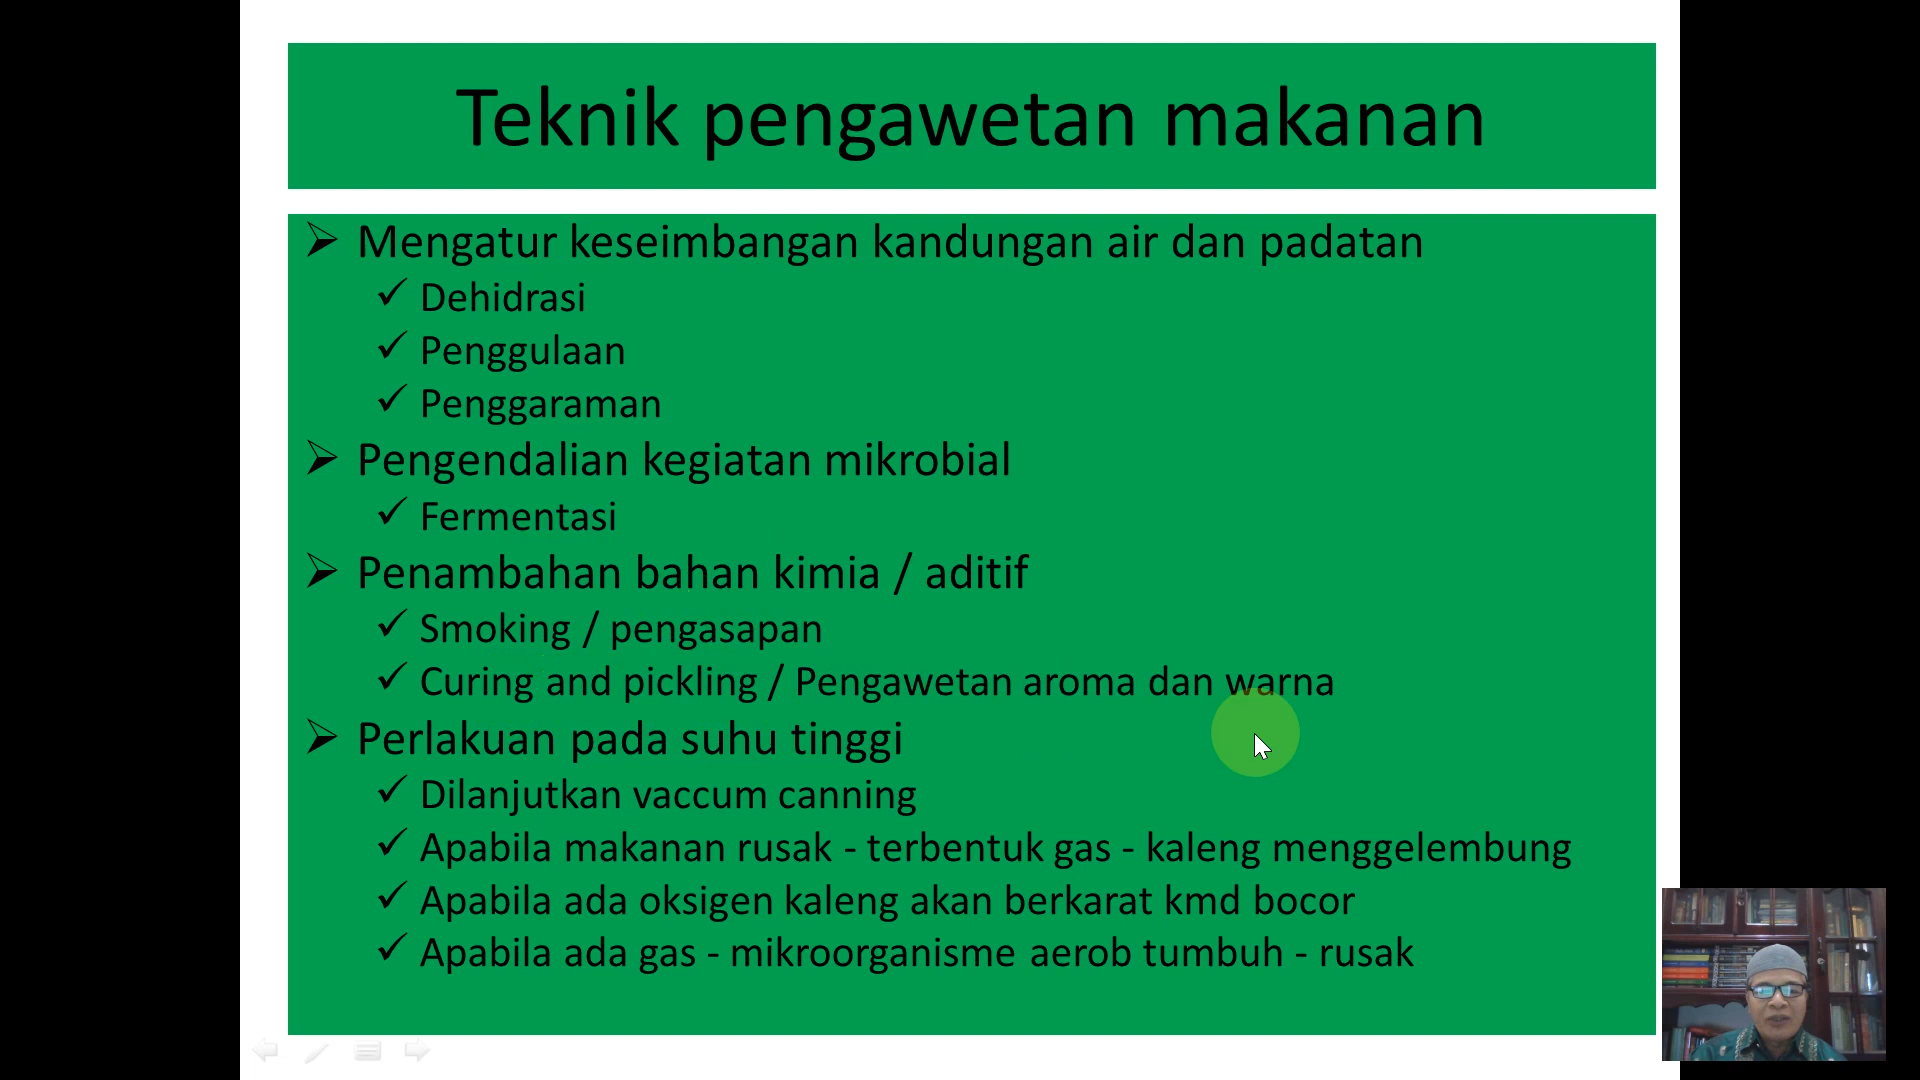 Teknik pengawetan makanan
Mengatur keseimbangan kandungan air dan padatan
Dehidrasi
Penggulaan
Penggaraman
Pengendalian kegiatan mikrobial
Fermentasi
Penambahan bahan kimia / aditif
Smoking / pengasapan
Curing and pickling / Pengawetan aroma dan warna
Perlakuan pada suhu tinggi
Dilanjutkan vaccum canning
Apabila makanan rusak - terbentuk gas - kaleng menggelembung
Apabila ada oksigen kaleng akan berkarat kmd bocor
Apabila ada gas - mikroorganisme aerob tumbuh - rusak